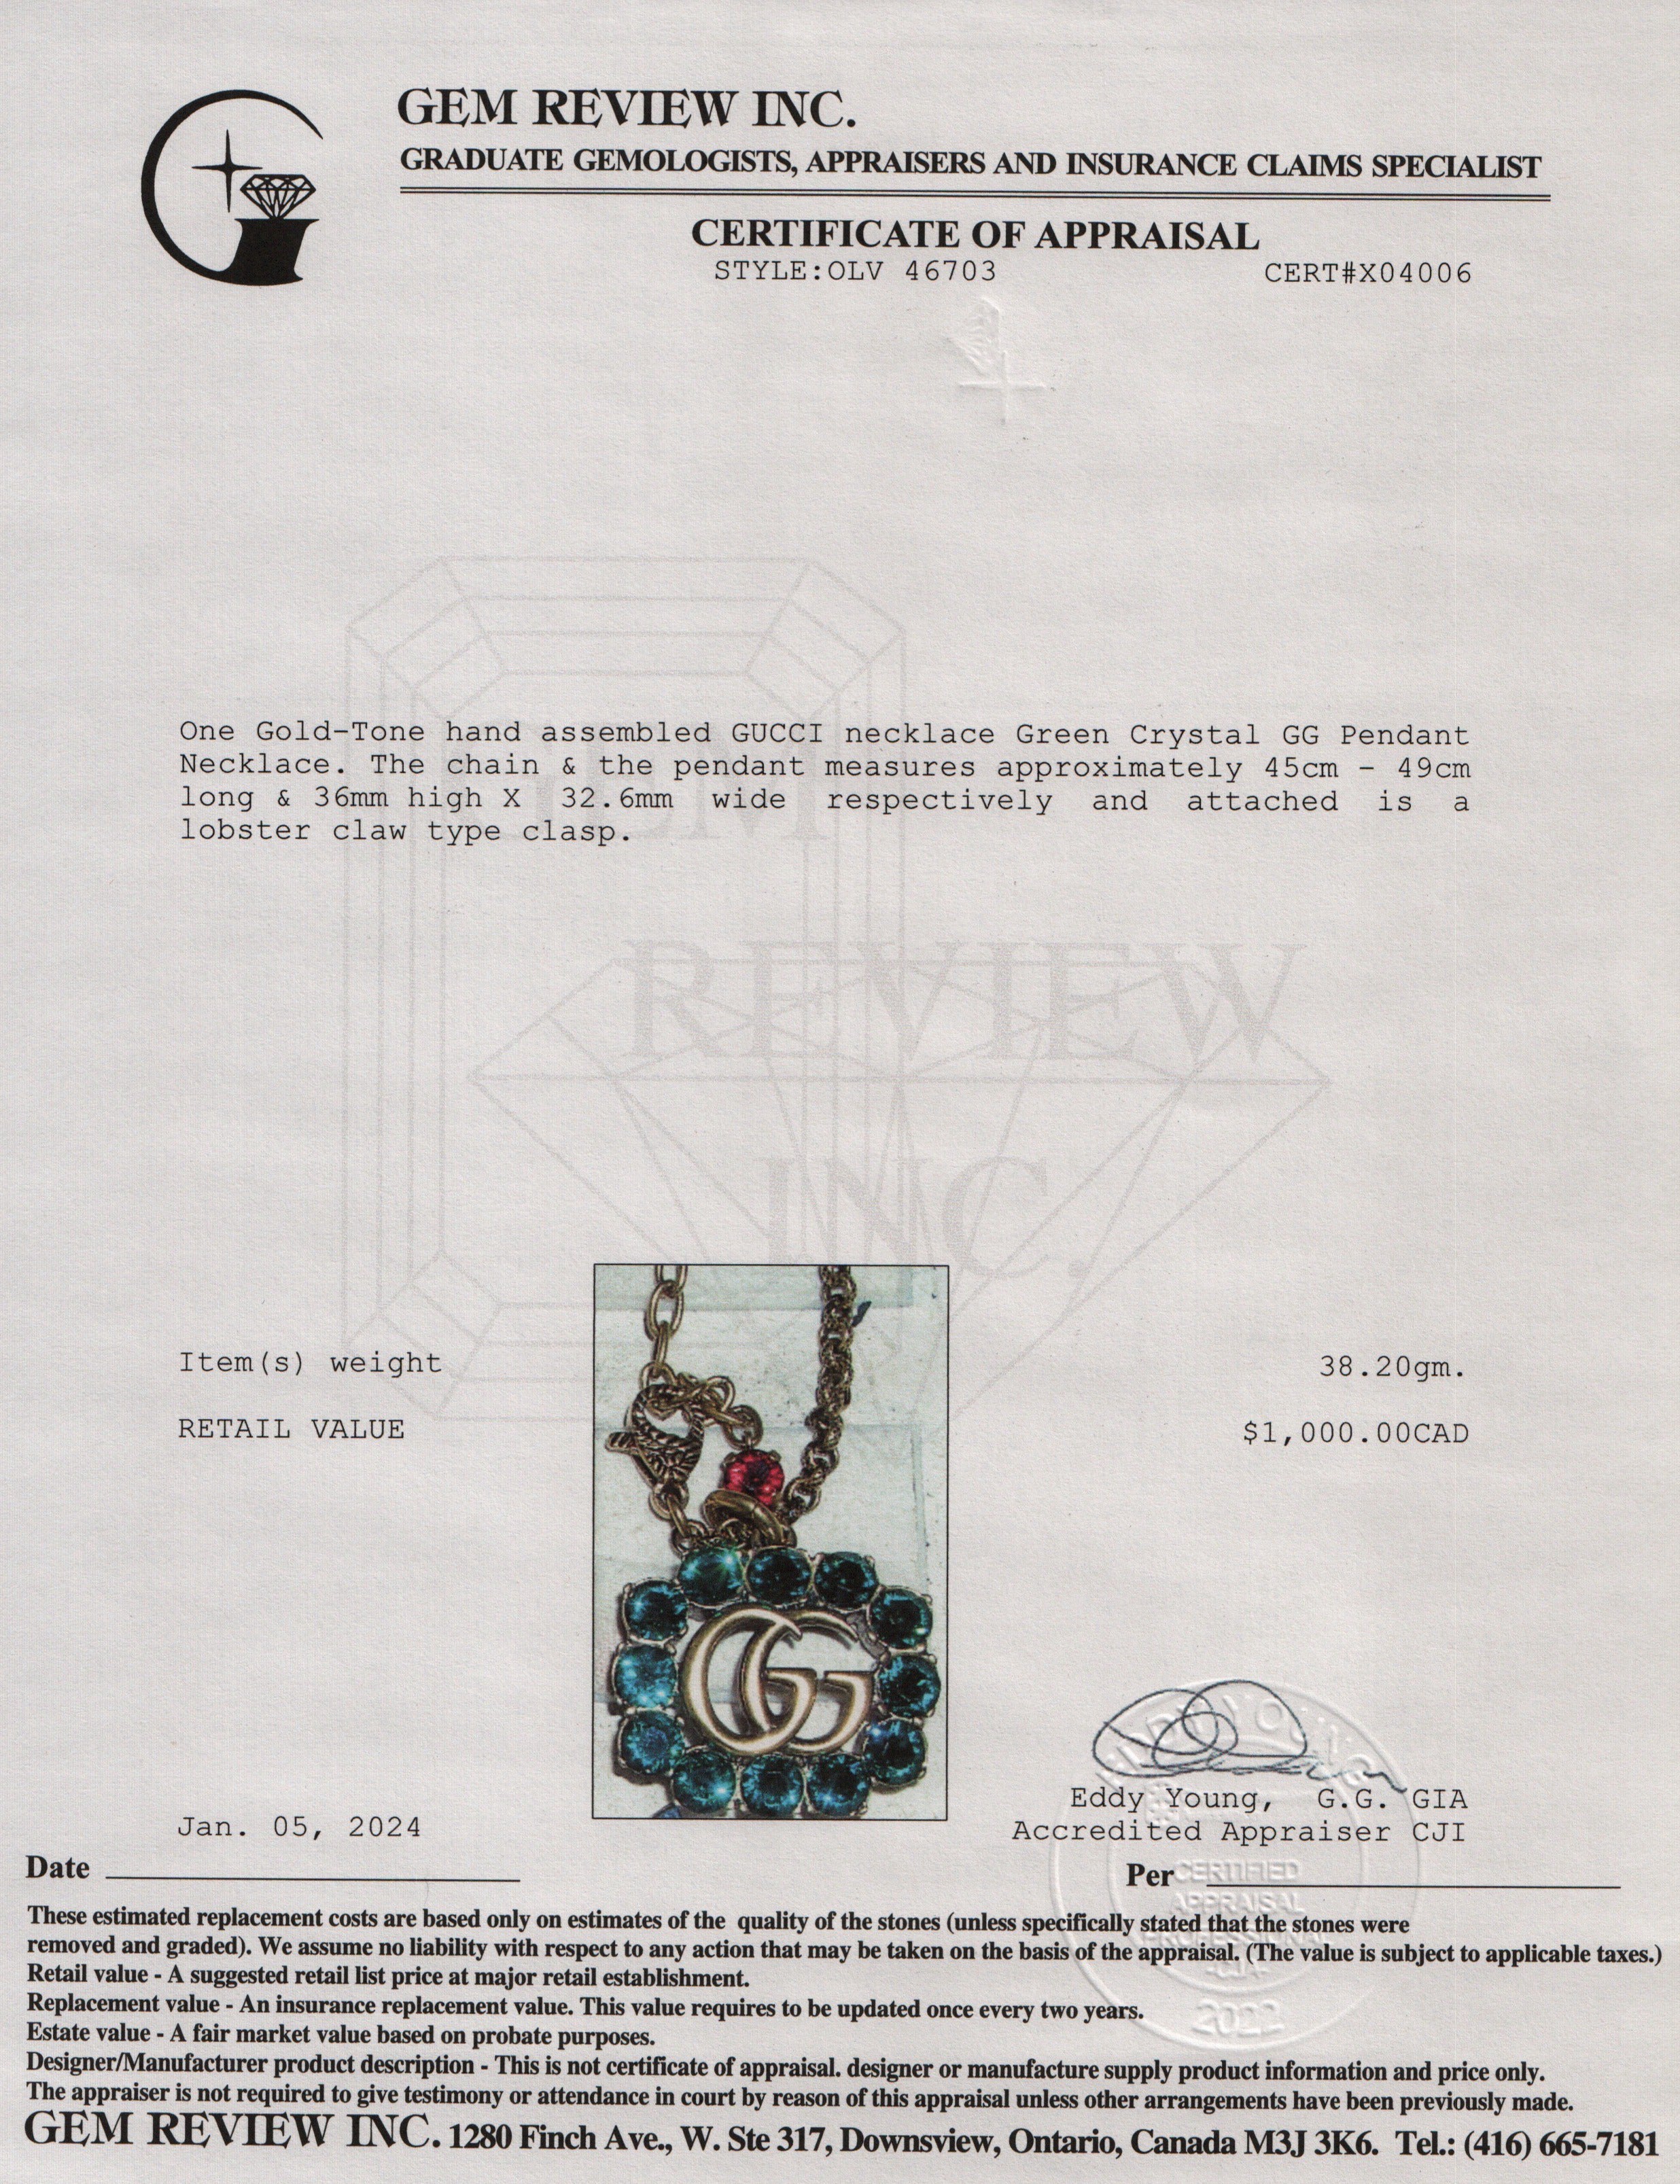 GEM REVIEW INC.
GRADUATE GEMOLOGISTS, APPRAISERS AND INSURANCE CLAIMS SPECIALIST
CERTIFICATE OF APPRAISAL
STYLE:OLV 46703 CERT#X04006
One Gold-Tone hand assembled GUCCI necklace Green Crystal GG Pendant
Necklace. The chain & the pendant measures approximately 45cm - 49cm
long & 36mm high X 32.6mm wide respectively and attached is a
lobster claw type clasp.
GEM
REVIEW
INC.
Item(s) weight 38.20gm.
RETAIL VALUE $1,000.00CAD
GG
EDDY YOUNG
Eddy Young, G.G. GIA
Jan. 05, 2024 Accredited Appraiser CJI
Date Per
CERTIFIED
APPRAISAL
PROFESSIONAL
2022
These estimated replacement costs are based only on estimates of the quality of the stones (unless specifically stated that the stones were
removed and graded). We assume no liability with respect to any action that may be taken on the basis of the appraisal. (The value is subject to applicable taxes.)
Retail value - A suggested retail list price at major retail establishment.
Replacement value - An insurance replacement value. This value requires to be updated once every two years.
Estate value - A fair market value based on probate purposes.
Designer/Manufacturer product description - This is not certificate of appraisal. designer or manufacture supply product information and price only.
The appraiser is not required to give testimony or attendance in court by reason of this appraisal unless other arrangements have been previously made.
GEM REVIEW INC. 1280 Finch Ave., W. Ste 317, Downsview, Ontario, Canada M3J 3K6. Tel.: (416) 665-7181